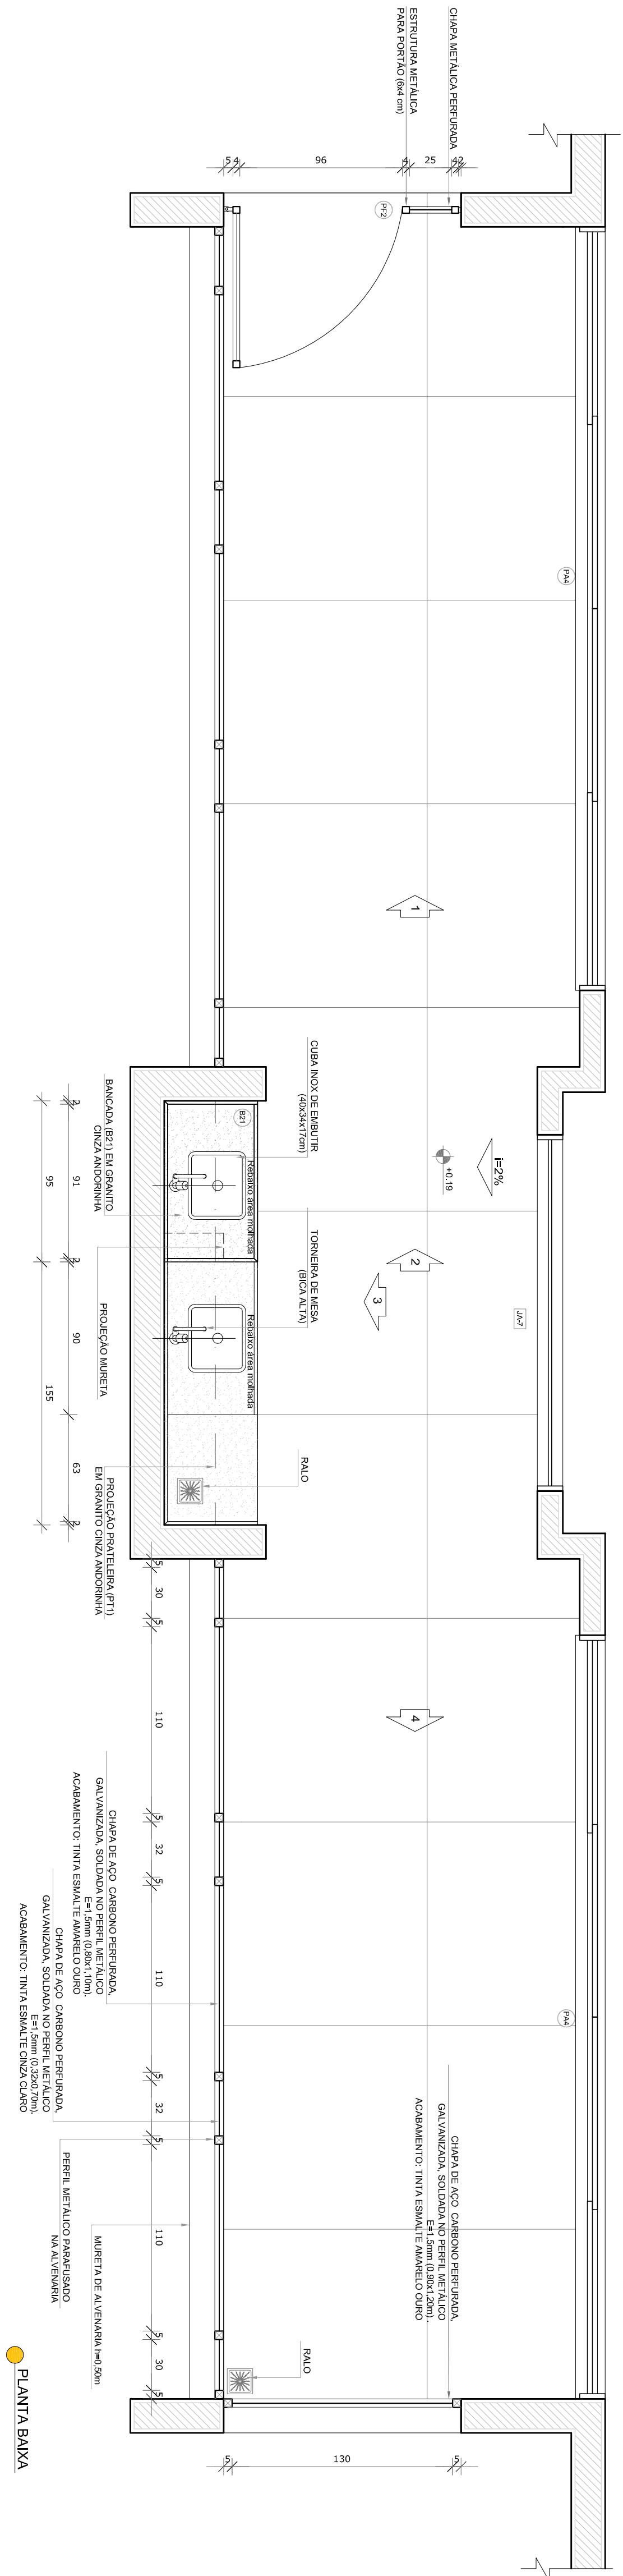 CHAPA METÁLICA PERFURADA
ESTRUTURA METÁLICA
PARA PORTÃO (6x4 cm)
5
4
96
4
25
4
2
PF2
PA4
1
CUBA INOX DE EMBUTIR
(40x34x17cm)
B21
Rebaixo área molhada
BANCADA (B21) EM GRANITO
CINZA ANDORINHA
i=2%
+0.19
2
3
JA-7
TORNEIRA DE MESA
(BICA ALTA)
Rebaixo área molhada
PROJEÇÃO MURETA
2
91
2
90
63
2
95
155
RALO
PROJEÇÃO PRATELEIRA (PT1)
EM GRANITO CINZA ANDORINHA
5
30
5
110
5
32
5
110
5
32
5
110
5
30
5
4
PA4
CHAPA DE AÇO CARBONO PERFURADA,
GALVANIZADA, SOLDADA NO PERFIL METÁLICO
E=1,5mm (0,80x1,10m).
ACABAMENTO: TINTA ESMALTE AMARELO OURO
CHAPA DE AÇO CARBONO PERFURADA,
GALVANIZADA, SOLDADA NO PERFIL METÁLICO
E=1,5mm (0,32x0,70m).
ACABAMENTO: TINTA ESMALTE CINZA CLARO
CHAPA DE AÇO CARBONO PERFURADA,
GALVANIZADA, SOLDADA NO PERFIL METÁLICO
E=1,5mm (0,90x1,20m).
ACABAMENTO: TINTA ESMALTE AMARELO OURO
PERFIL METÁLICO PARAFUSADO
NA ALVENARIA
MURETA DE ALVENARIA h=0,50m
RALO
5
130
5
PLANTA BAIXA